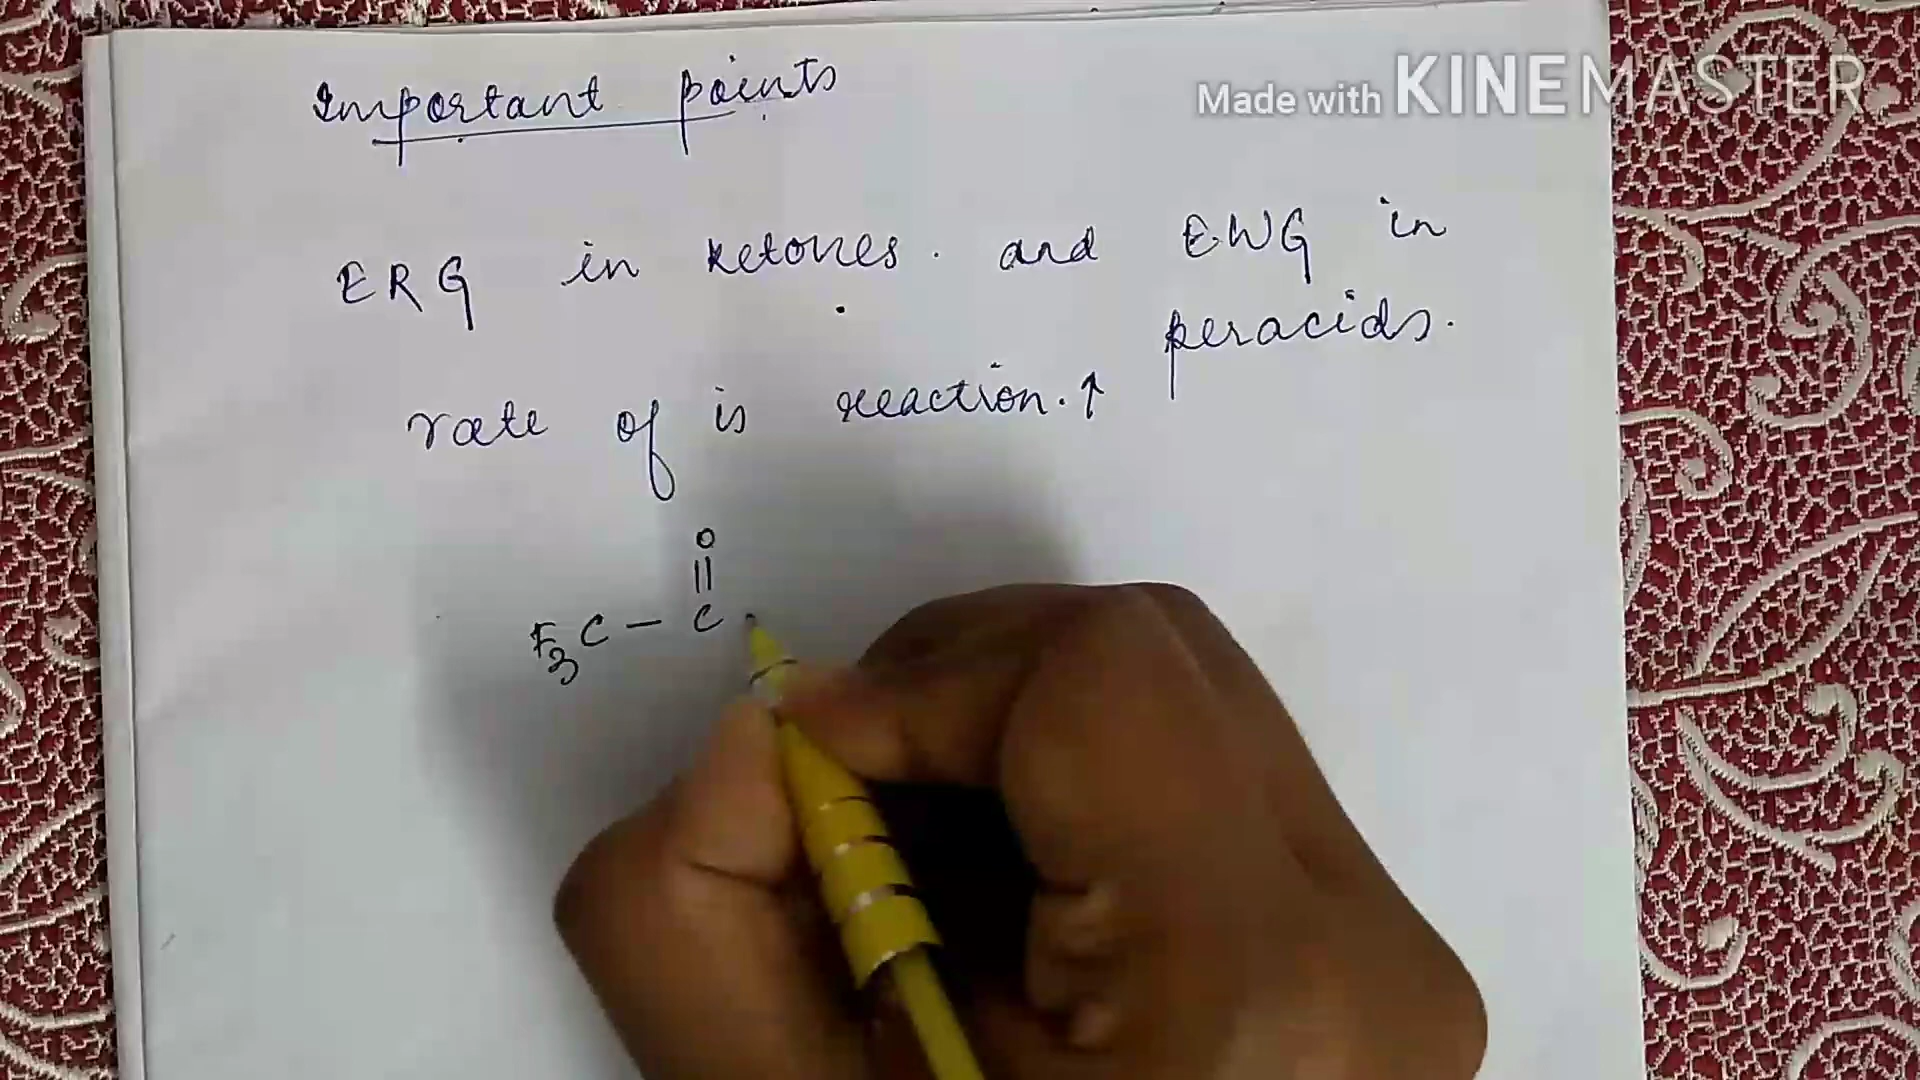 Important points
Made with KINEMASTER
ERG in ketones. and EWG in
peracids.
rate of is reaction. ↑
O
||
F3C - C